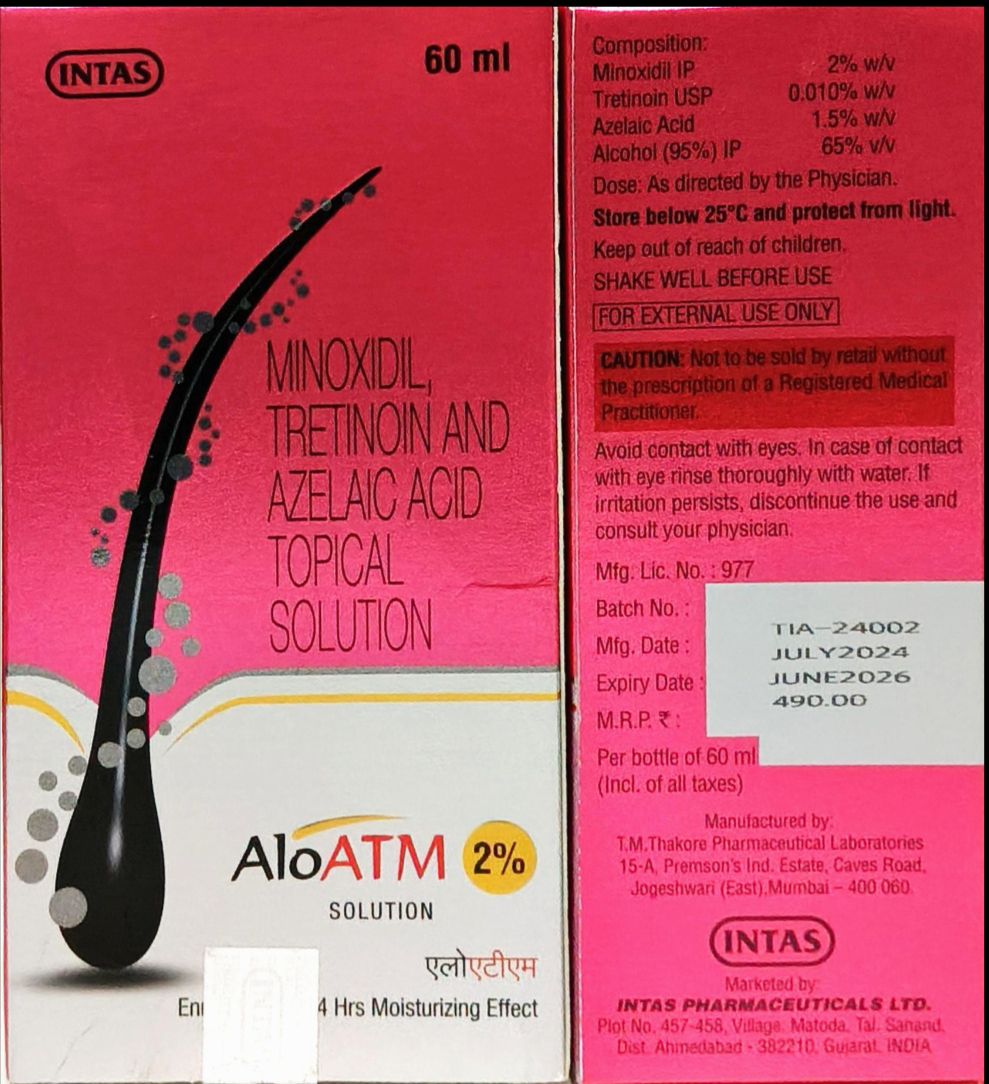 INTAS
60 ml
MINOXIDIL,
TRETINOIN AND
AZELAIC ACID
TOPICAL
SOLUTION
AloATM 2%
SOLUTION
एलोएटीएम
4 Hrs Moisturizing Effect
Composition:
Minoxidil IP 2% w/v
Tretinoin USP 0.010% w/v
Azelaic Acid 1.5% w/v
Alcohol (95%) IP 65% v/v
Dose: As directed by the Physician.
Store below 25°C and protect from light.
Keep out of reach of children.
SHAKE WELL BEFORE USE
FOR EXTERNAL USE ONLY
CAUTION: Not to be sold by retail without
the prescription of a Registered Medical
Practitioner.
Avoid contact with eyes. In case of contact
with eye rinse thoroughly with water. If
irritation persists, discontinue the use and
consult your physician.
Mfg. Lic. No. : 977
Batch No. : TIA-24002
Mfg. Date : JULY2024
Expiry Date : JUNE2026
M.R.P. ₹ : 490.00
Per bottle of 60 ml
(Incl. of all taxes)
Manufactured by:
T.M.Thakore Pharmaceutical Laboratories
15-A, Premson's Ind. Estate, Caves Road,
Jogeshwari (East),Mumbai – 400 060.
INTAS
Marketed by:
INTAS PHARMACEUTICALS LTD.
Plot No. 457-458, Village. Matoda, Tal. Sanand,
Dist. Ahmedabad - 382210, Gujarat, INDIA